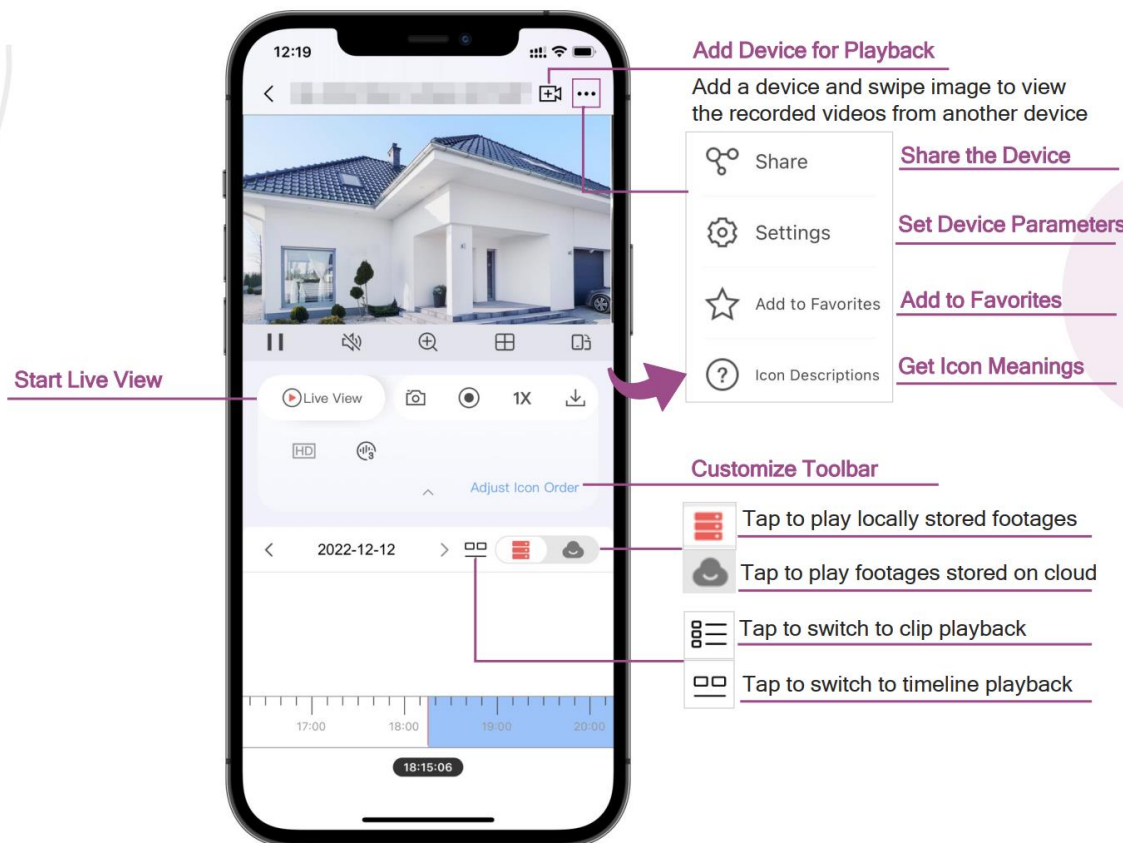 12:19
Add Device for Playback
Add a device and swipe image to view
the recorded videos from another device
Share
Share the Device
Settings
Set Device Parameters
Add to Favorites
Add to Favorites
Icon Descriptions
Get Icon Meanings
Start Live View
Live View
1X
HD
3
Adjust Icon Order
Customize Toolbar
2022-12-12
Tap to play locally stored footages
Tap to play footages stored on cloud
Tap to switch to clip playback
Tap to switch to timeline playback
17:00 18:00 19:00 20:00
18:15:06